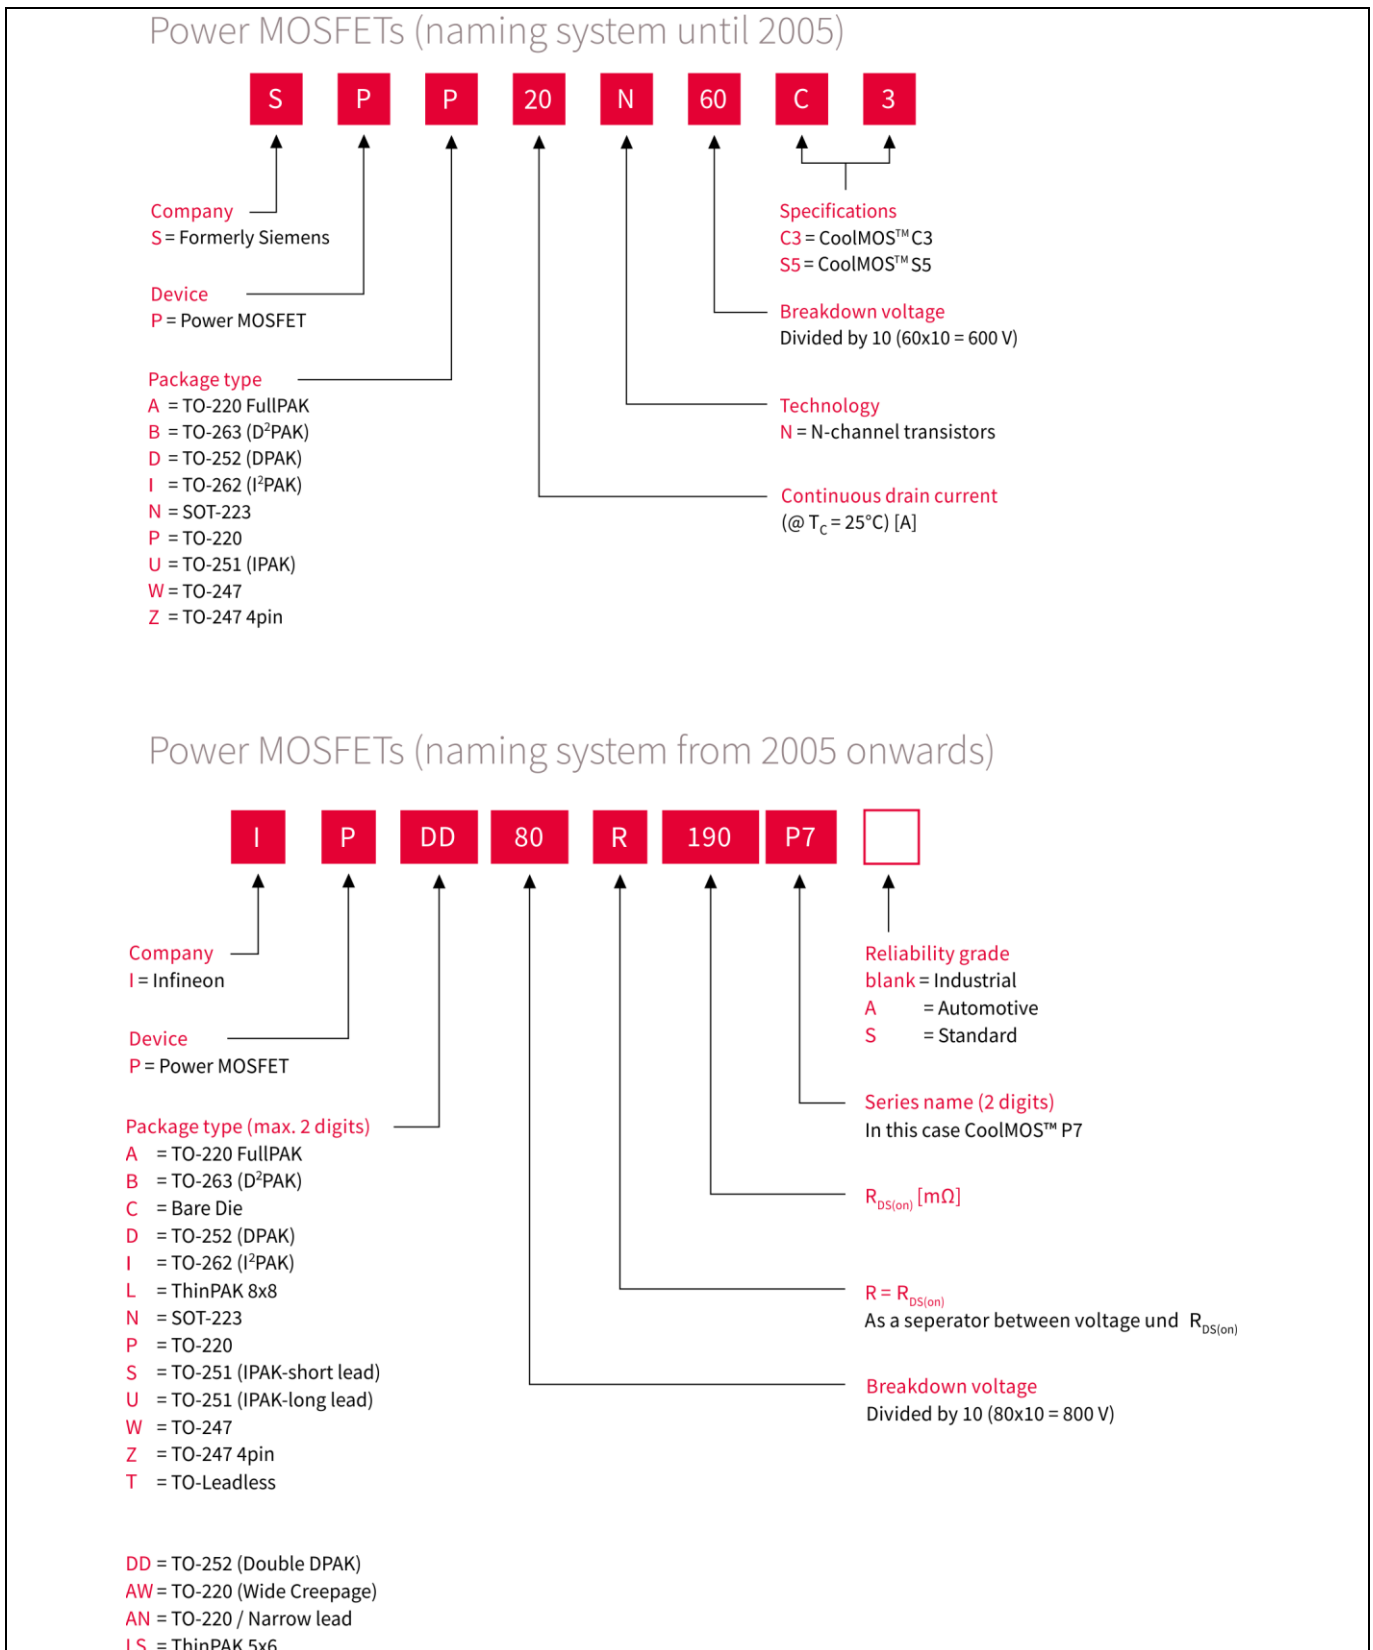 Power MOSFETs (naming system until 2005)
S P P 20 N 60 C 3
Company
S = Formerly Siemens
Device
P = Power MOSFET
Package type
A = TO-220 FullPAK
B = TO-263 (D²PAK)
D = TO-252 (DPAK)
I = TO-262 (I²PAK)
N = SOT-223
P = TO-220
U = TO-251 (IPAK)
W = TO-247
Z = TO-247 4pin
Specifications
C3 = CoolMOS™ C3
S5 = CoolMOS™ S5
Breakdown voltage
Divided by 10 (60x10 = 600 V)
Technology
N = N-channel transistors
Continuous drain current
(@ TC = 25°C) [A]
Power MOSFETs (naming system from 2005 onwards)
I P DD 80 R 190 P7
Company
I = Infineon
Device
P = Power MOSFET
Package type (max. 2 digits)
A = TO-220 FullPAK
B = TO-263 (D²PAK)
C = Bare Die
D = TO-252 (DPAK)
I = TO-262 (I²PAK)
L = ThinPAK 8x8
N = SOT-223
P = TO-220
S = TO-251 (IPAK-short lead)
U = TO-251 (IPAK-long lead)
W = TO-247
Z = TO-247 4pin
T = TO-Leadless
DD = TO-252 (Double DPAK)
AW = TO-220 (Wide Creepage)
AN = TO-220 / Narrow lead
LS = ThinPAK 5x6
Reliability grade
blank = Industrial
A = Automotive
S = Standard
Series name (2 digits)
In this case CoolMOS™ P7
RDS(on) [mΩ]
R = RDS(on)
As a seperator between voltage und RDS(on)
Breakdown voltage
Divided by 10 (80x10 = 800 V)